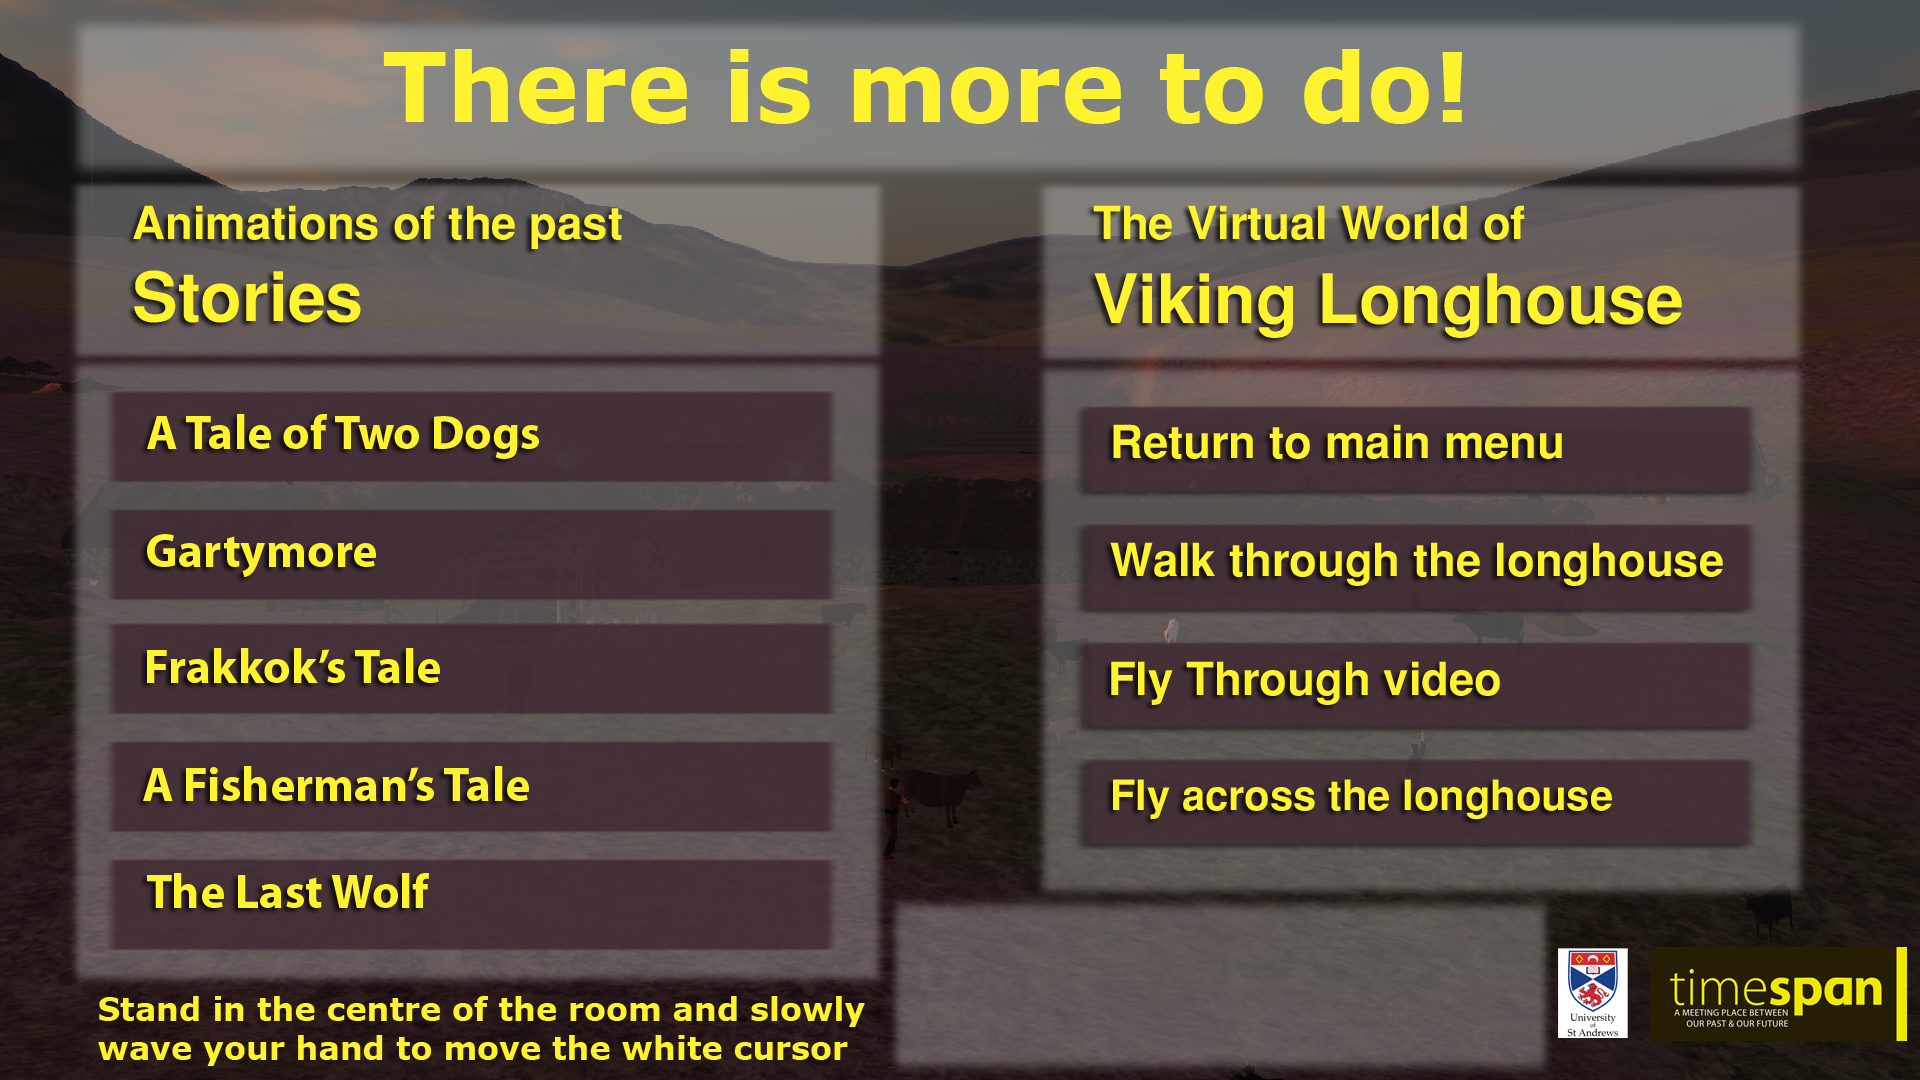 There is more to do!
Animations of the past
Stories
A Tale of Two Dogs
Gartymore
Frakkok’s Tale
A Fisherman’s Tale
The Last Wolf
Stand in the centre of the room and slowly
wave your hand to move the white cursor
The Virtual World of
Viking Longhouse
Return to main menu
Walk through the longhouse
Fly Through video
Fly across the longhouse
University
of
St Andrews
timespan
A MEETING PLACE BETWEEN
OUR PAST & OUR FUTURE